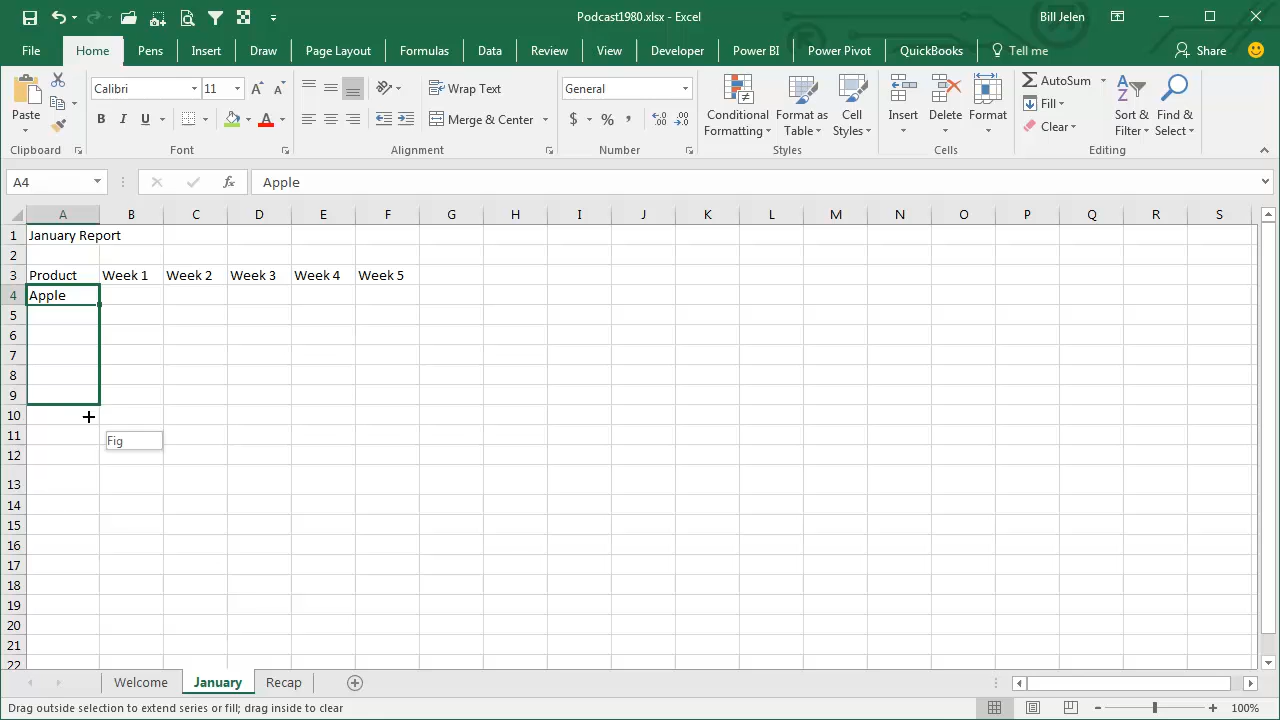 Podcast1980.xlsx - Excel
Bill Jelen
File Home Pens Insert Draw Page Layout Formulas Data Review View Developer Power BI Power Pivot QuickBooks Tell me Share
Calibri 11 Wrap Text General AutoSum
Paste B I U Merge & Center $ % , Conditional Formatting Format as Table Cell Styles Insert Delete Format Fill Clear Sort & Filter Find & Select
Clipboard Font Alignment Number Styles Cells Editing
A4 fx Apple
A B C D E F G H I J K L M N O P Q R S
1 January Report
2
3 Product Week 1 Week 2 Week 3 Week 4 Week 5
4 Apple
5
6
7
8
9
10
11 Fig
12
13
14
15
16
17
18
19
20
21
22
Welcome January Recap
Drag outside selection to extend series or fill; drag inside to clear 100%